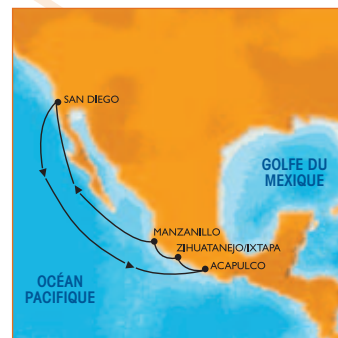 SAN DIEGO
GOLFE DU
MEXIQUE
MANZANILLO
ZIHUATANEJO/IXTAPA
ACAPULCO
OCÉAN
PACIFIQUE